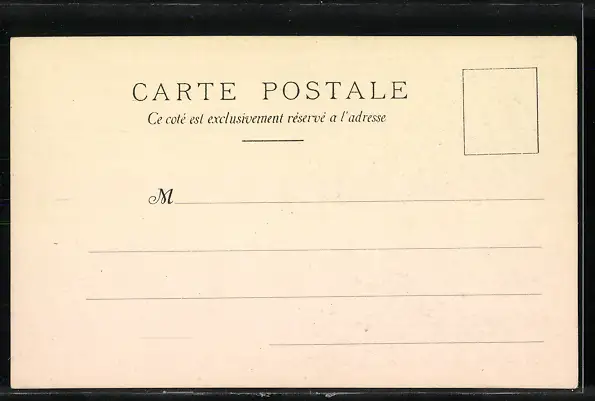 CARTE POSTALE
Ce coté est exclusivement réservé a l'adresse
M